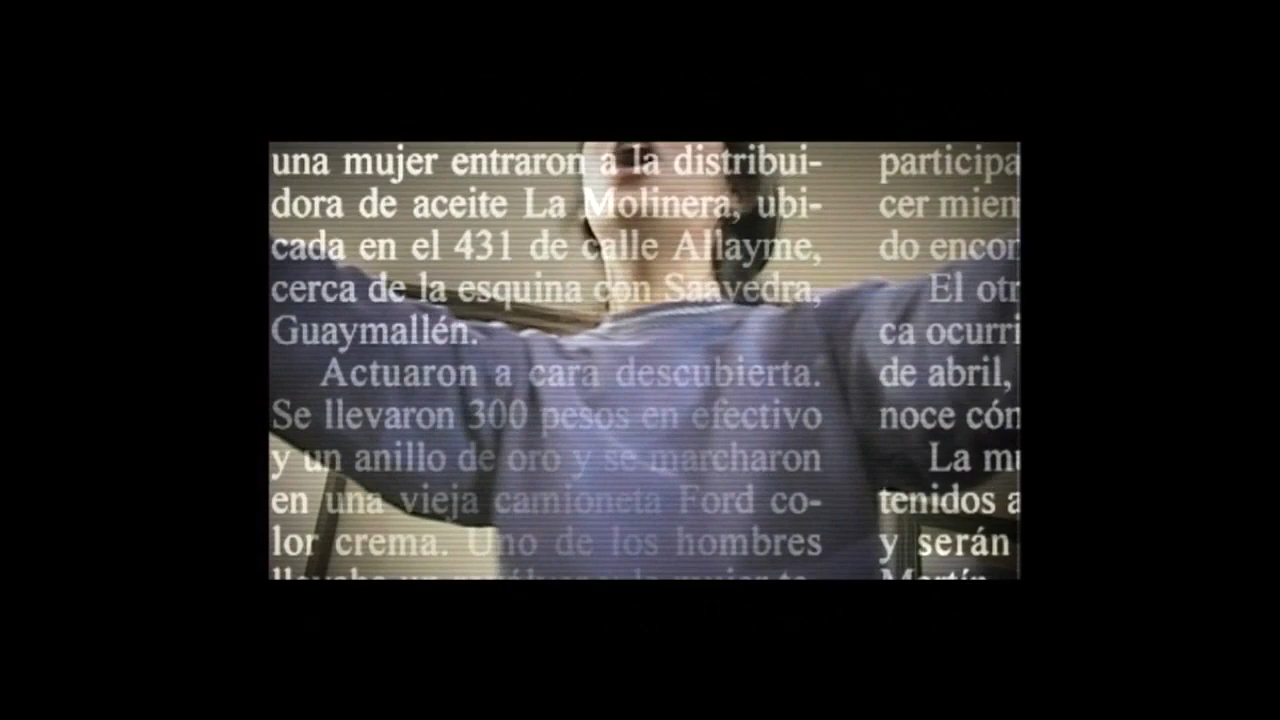 una mujer entraron a la distribui-
dora de aceite La Molinera, ubi-
cada en el 431 de calle Allayme,
cerca de la esquina con Saavedra,
Guaymallén.
Actuaron a cara descubierta.
Se llevaron 300 pesos en efectivo
y un anillo de oro y se marcharon
en una vieja camioneta Ford co-
lor crema. Uno de los hombres
participa
cer miem
do encon
El otr
ca ocurri
de abril,
noce cóm
La mu
tenidos a
y serán